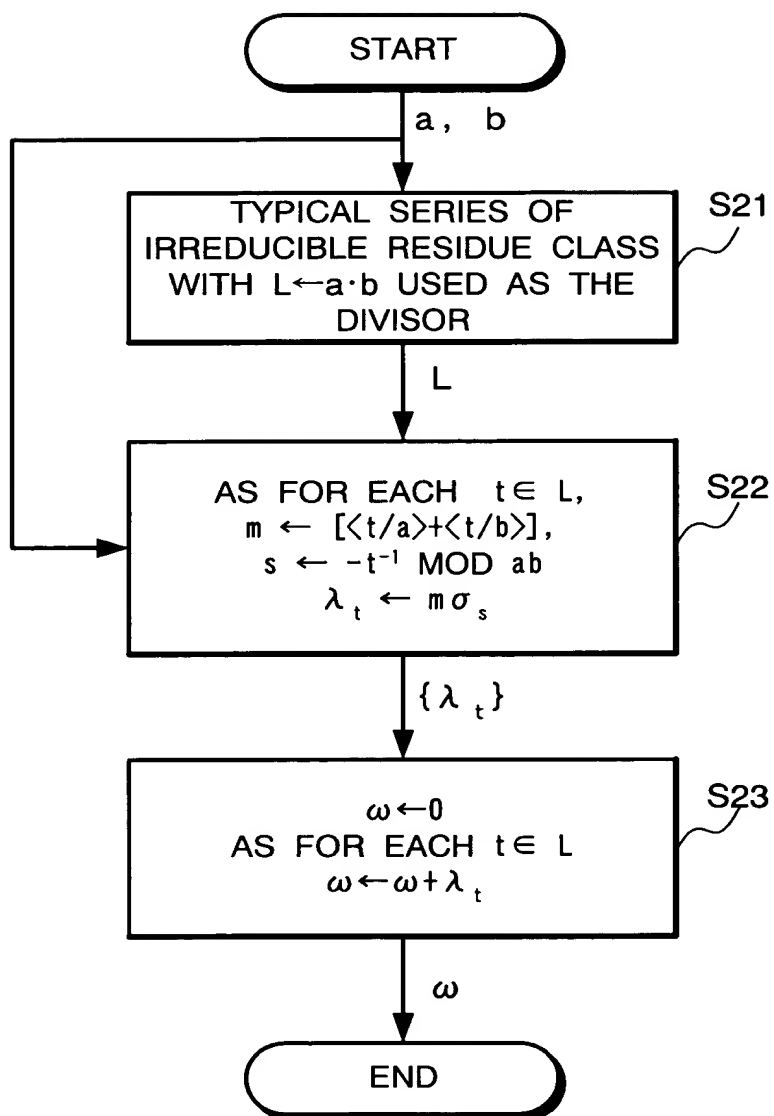 START
a, b
TYPICAL SERIES OF
IRREDUCIBLE RESIDUE CLASS
WITH L←a·b USED AS THE
DIVISOR
S21
L
AS FOR EACH t∈ L,
m ← [<t/a>+<t/b>],
s ← -t⁻¹ MOD ab
λₜ ← mσₛ
S22
{λₜ}
ω←0
AS FOR EACH t∈ L
ω←ω+λₜ
S23
ω
END